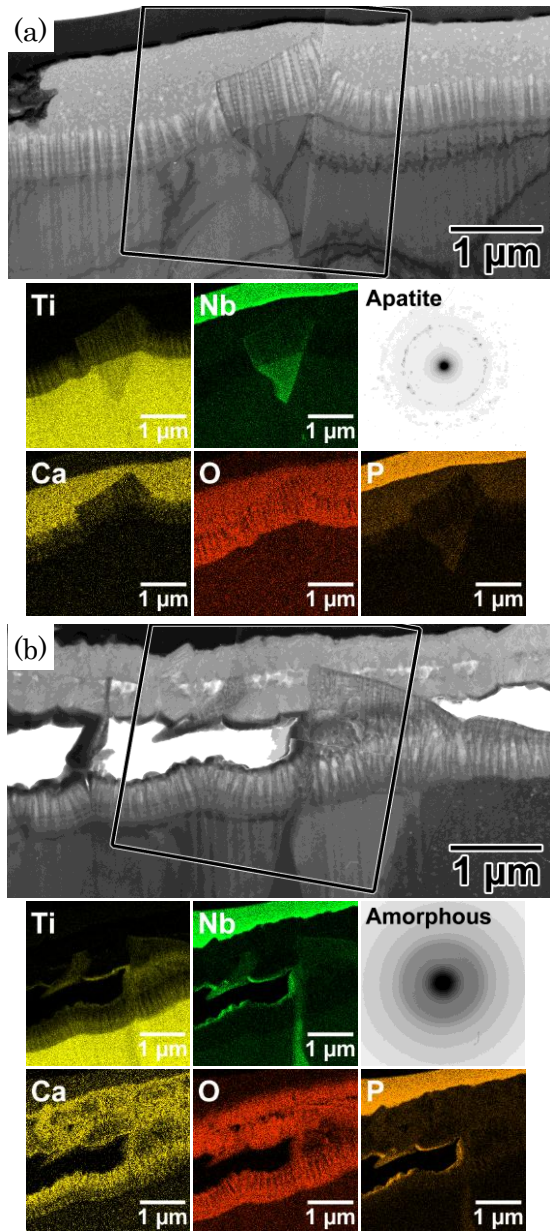 (a)
1 µm
Ti
Nb
Apatite
1 µm
1 µm
Ca
O
P
1 µm
1 µm
1 µm
(b)
1 µm
Ti
Nb
Amorphous
1 µm
1 µm
Ca
O
P
1 µm
1 µm
1 µm